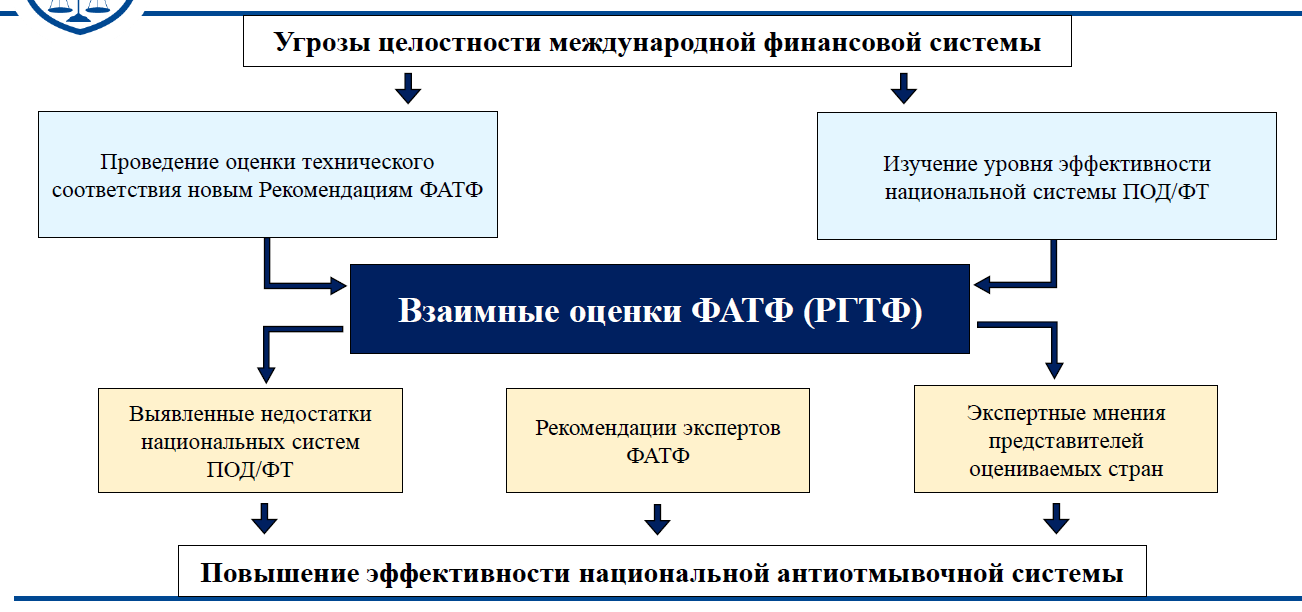 Угрозы целостности международной финансовой системы
Проведение оценки технического
соответствия новым Рекомендациям ФАТФ
Изучение уровня эффективности
национальной системы ПОД/ФТ
Взаимные оценки ФАТФ (РГТФ)
Выявленные недостатки
национальных систем
ПОД/ФТ
Рекомендации экспертов
ФАТФ
Экспертные мнения
представителей
оцениваемых стран
Повышение эффективности национальной антиотмывочной системы